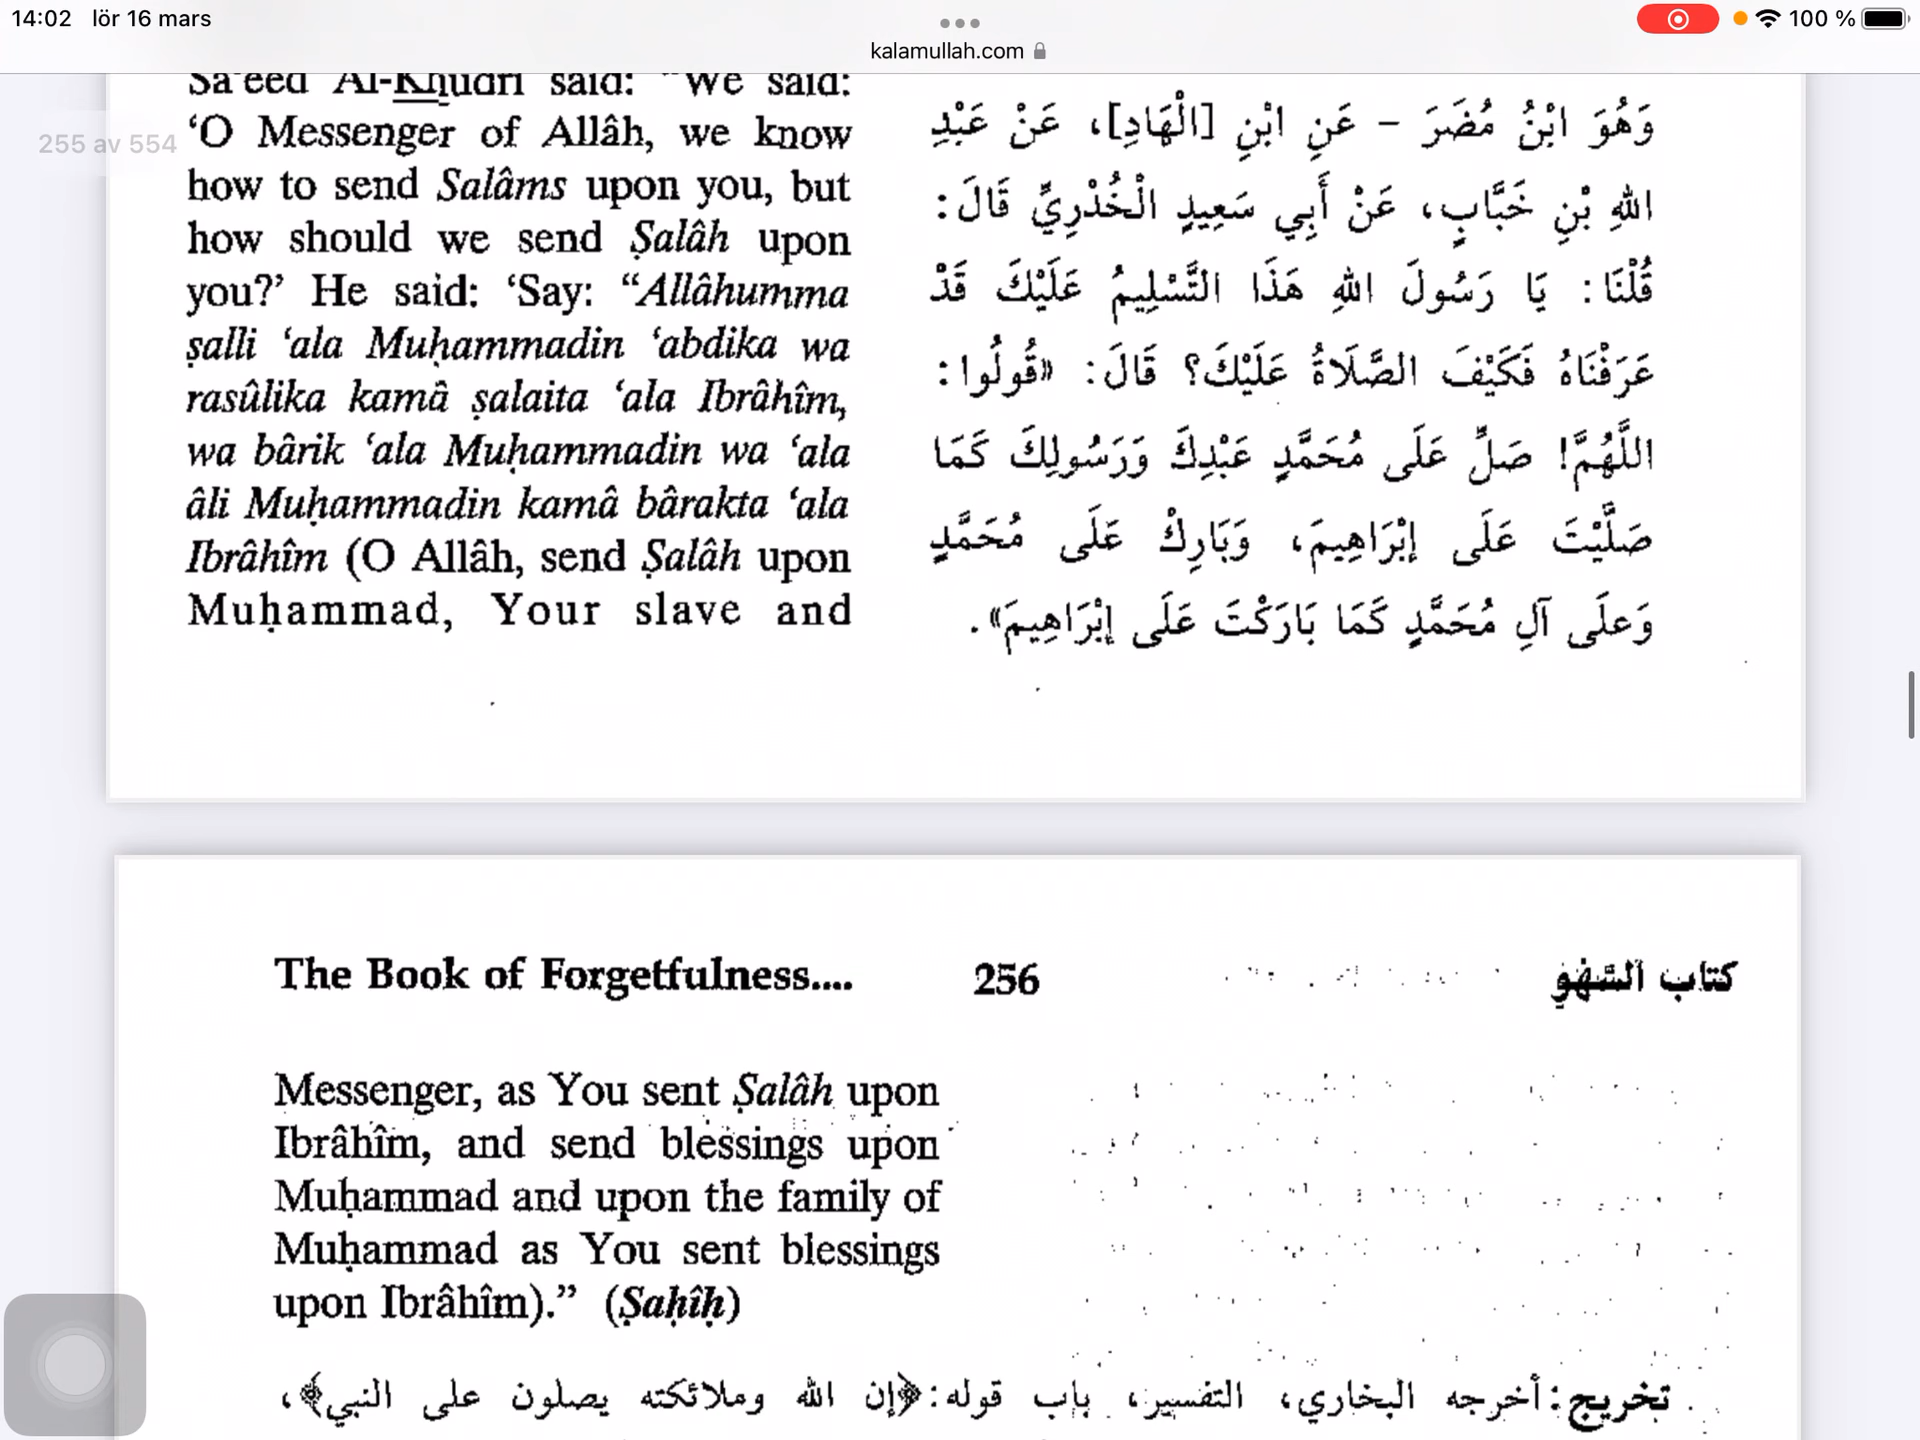 14:02 lör 16 mars
100 %
kalamullah.com
255 av 554
Sa'eed Al-Khudri said: "We said:
‘O Messenger of Allâh, we know
how to send Salâms upon you, but
how should we send Ṣalâh upon
you?’ He said: ‘Say: “Allâhumma
ṣalli ‘ala Muḥammadin ‘abdika wa
rasûlika kamâ ṣalaita ‘ala Ibrâhîm,
wa bârik ‘ala Muḥammadin wa ‘ala
âli Muḥammadin kamâ bârakta ‘ala
Ibrâhîm (O Allâh, send Ṣalâh upon
Muḥammad, Your slave and
وَهُوَ ابْنُ مُضَرَ – عَنِ ابْنِ [الْهَادِ]، عَنْ عَبْدِ
اللهِ بْنِ خَبَّابٍ، عَنْ أَبِي سَعِيدٍ الْخُدْرِيِّ قَالَ:
قُلْنَا: يَا رَسُولَ اللهِ هَذَا التَّسْلِيمُ عَلَيْكَ قَدْ
عَرَفْنَاهُ فَكَيْفَ الصَّلَاةُ عَلَيْكَ؟ قَالَ: «قُولُوا:
اللَّهُمَّ! صَلِّ عَلَى مُحَمَّدٍ عَبْدِكَ وَرَسُولِكَ كَمَا
صَلَّيْتَ عَلَى إِبْرَاهِيمَ، وَبَارِكْ عَلَى مُحَمَّدٍ
وَعلَى آلِ مُحَمَّدٍ كَمَا بَارَكْتَ عَلَى إِبْرَاهِيمَ».
The Book of Forgetfulness.... 256 كتاب السَّهْوِ
Messenger, as You sent Ṣalâh upon
Ibrâhîm, and send blessings upon
Muḥammad and upon the family of
Muḥammad as You sent blessings
upon Ibrâhîm).” (Ṣaḥîḥ)
تخريج: أخرجه البخاري، التفسير، باب قوله: ﴿إن الله وملائكته يصلون على النبي﴾،